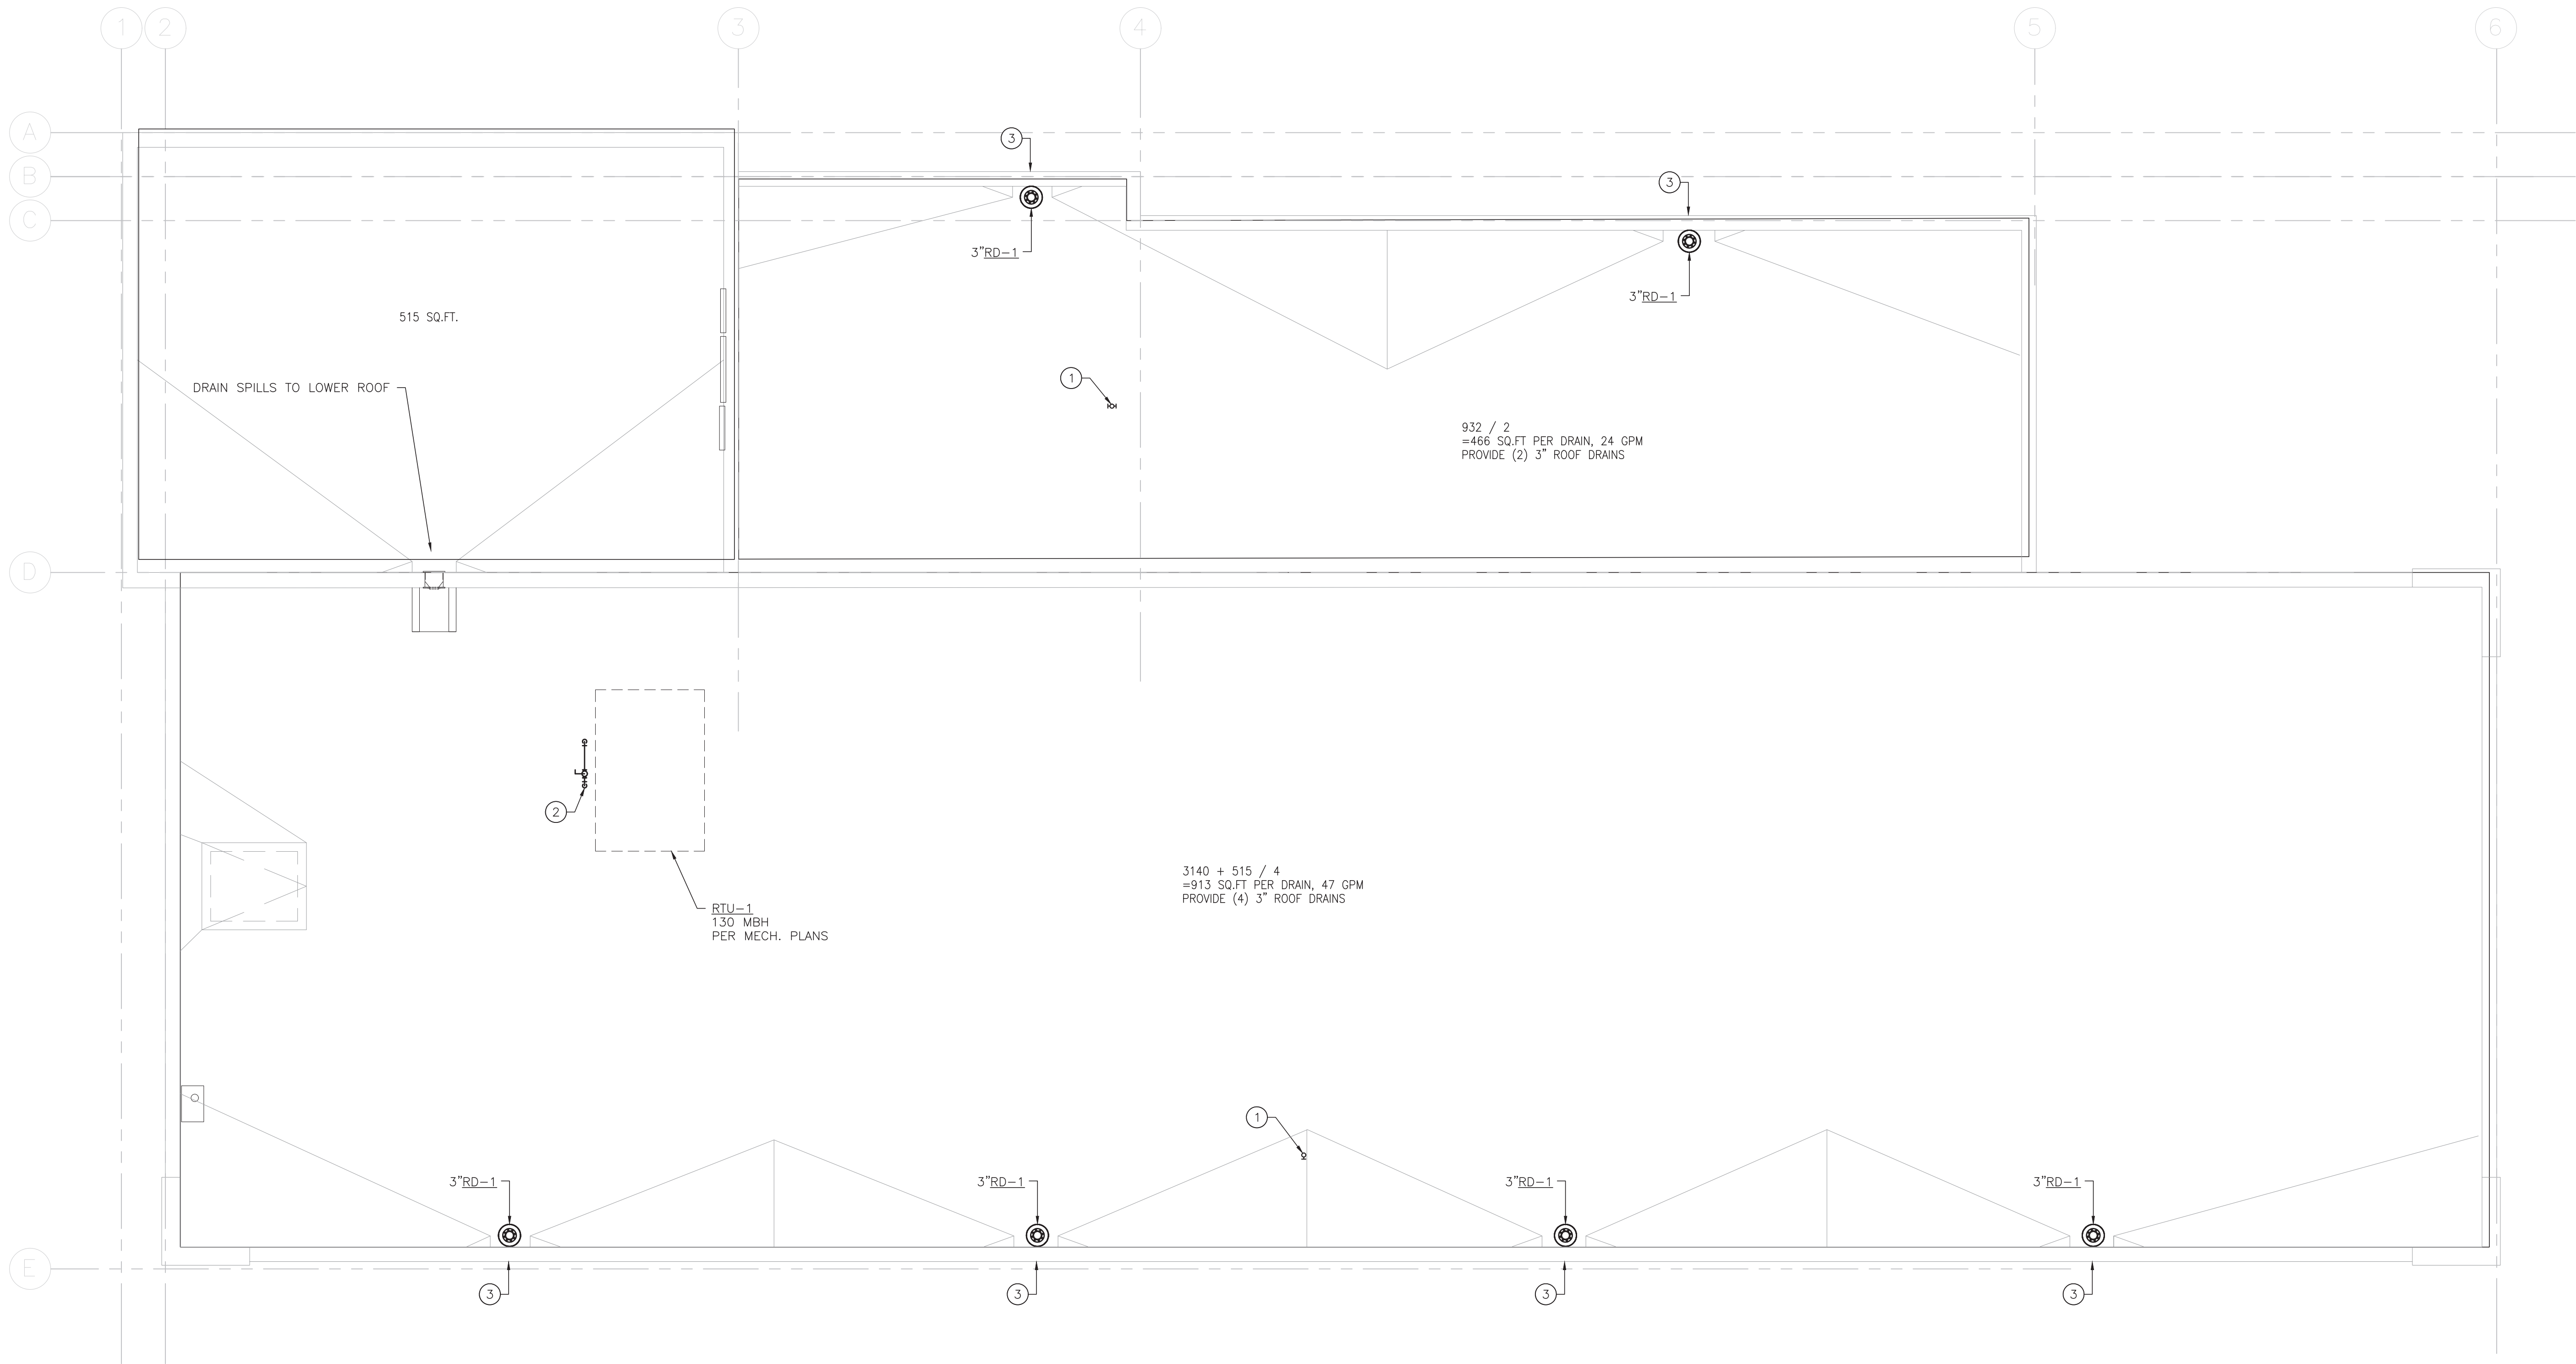 1
2
3
4
5
6
A
B
C
D
E
3
3
3"RD-1
3"RD-1
515 SQ.FT.
DRAIN SPILLS TO LOWER ROOF
1
932 / 2
=466 SQ.FT PER DRAIN, 24 GPM
PROVIDE (2) 3" ROOF DRAINS
2
RTU-1
130 MBH
PER MECH. PLANS
3140 + 515 / 4
=913 SQ.FT PER DRAIN, 47 GPM
PROVIDE (4) 3" ROOF DRAINS
1
3"RD-1
3"RD-1
3"RD-1
3"RD-1
3
3
3
3